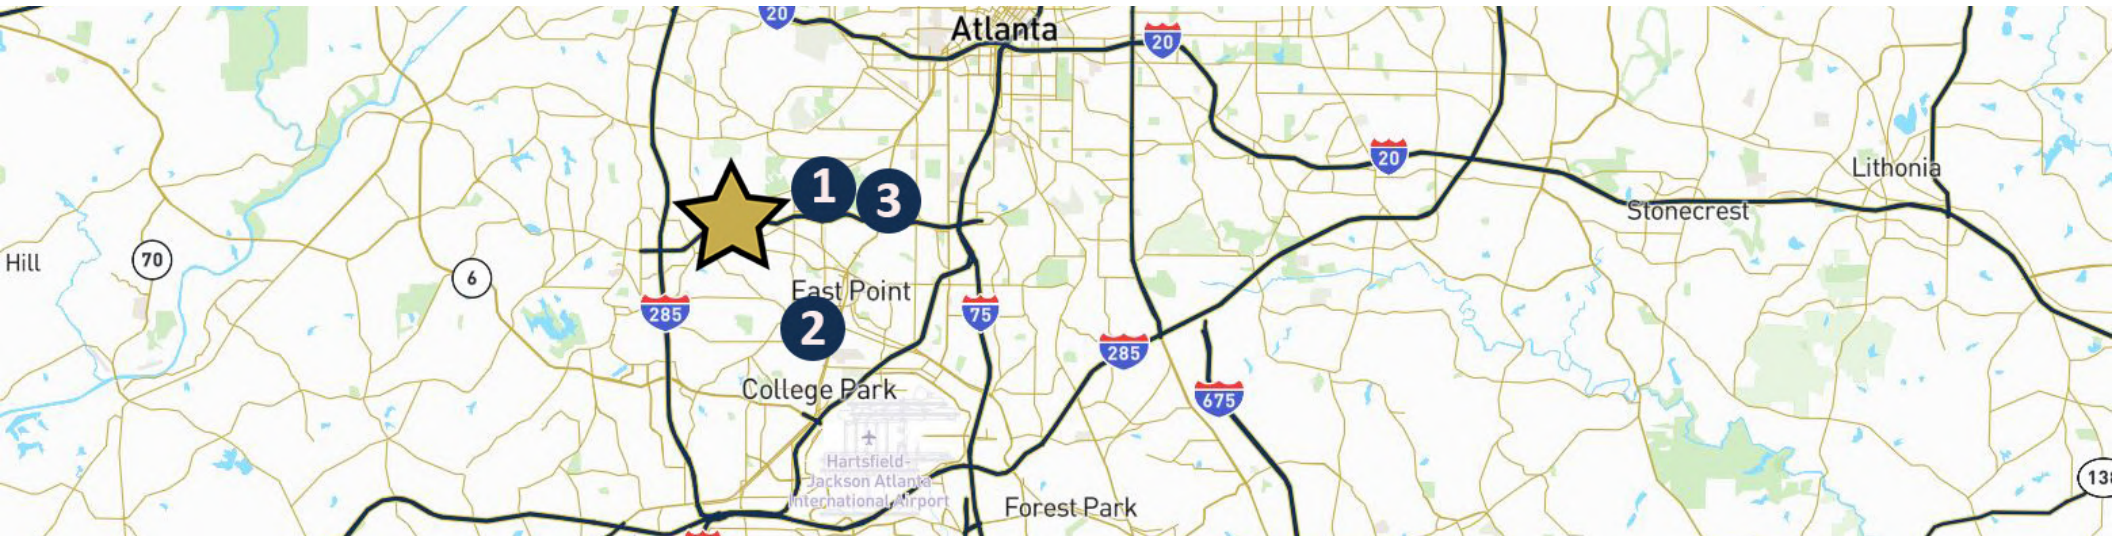 20
Atlanta
20
20
Lithonia
1
3
Stonecrest
Hill
70
6
East Point
285
75
2
285
College Park
675
Hartsfield-
Jackson Atlanta
International Airport
138
Forest Park